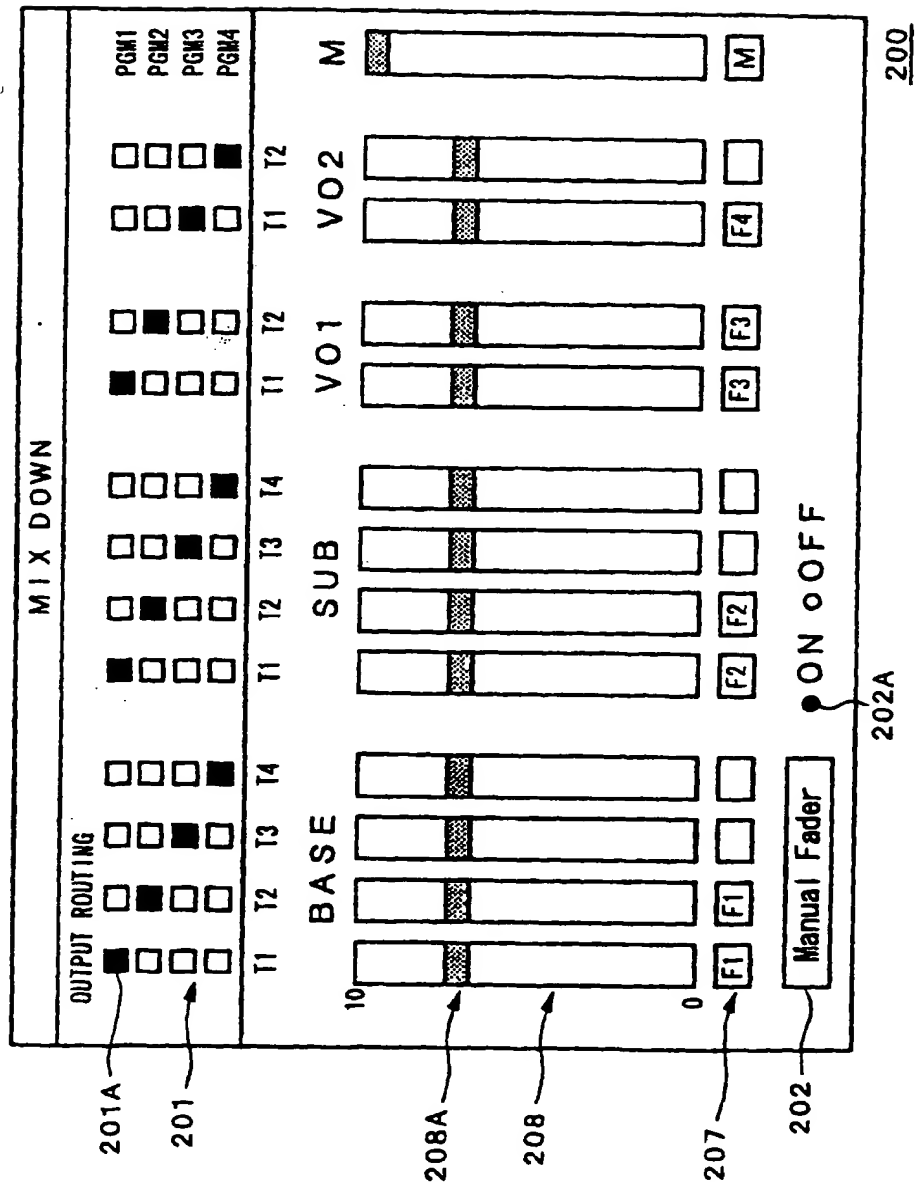 MIX DOWN
OUTPUT ROUTING
PGM1
PGM2
PGM3
PGM4
T1 T2 T3 T4 T1 T2 T3 T4 T1 T2 T1 T2
BASE SUB VO1 VO2 M
10
0
F1 F1 F2 F2 F3 F3 F4 M
Manual Fader ON OFF
201A
201
208A
208
207
202
202A
200